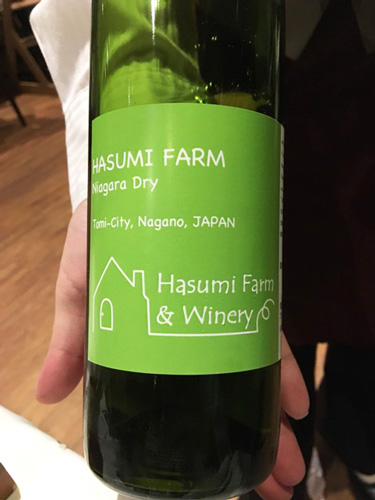 HASUMI FARM
Niagara Dry
Tomi-City, Nagano, JAPAN
Hasumi Farm
& Winery